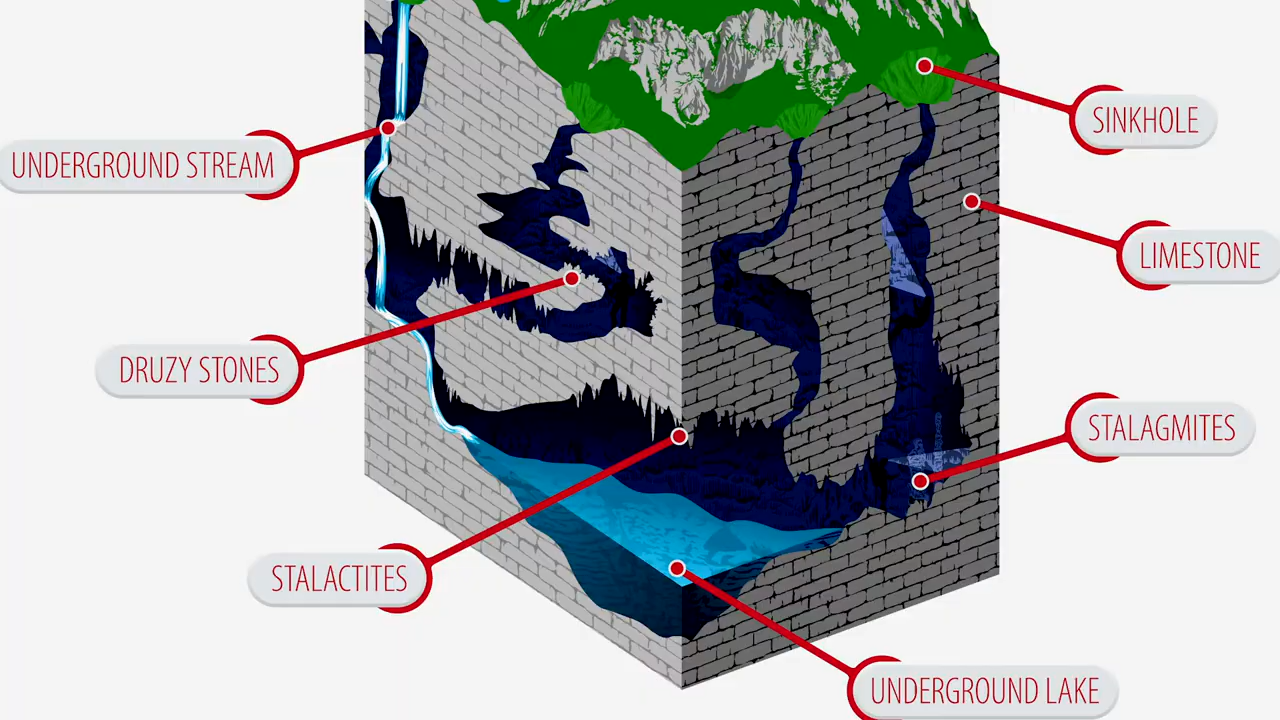 SINKHOLE
UNDERGROUND STREAM
LIMESTONE
DRUZY STONES
STALAGMITES
STALACTITES
UNDERGROUND LAKE